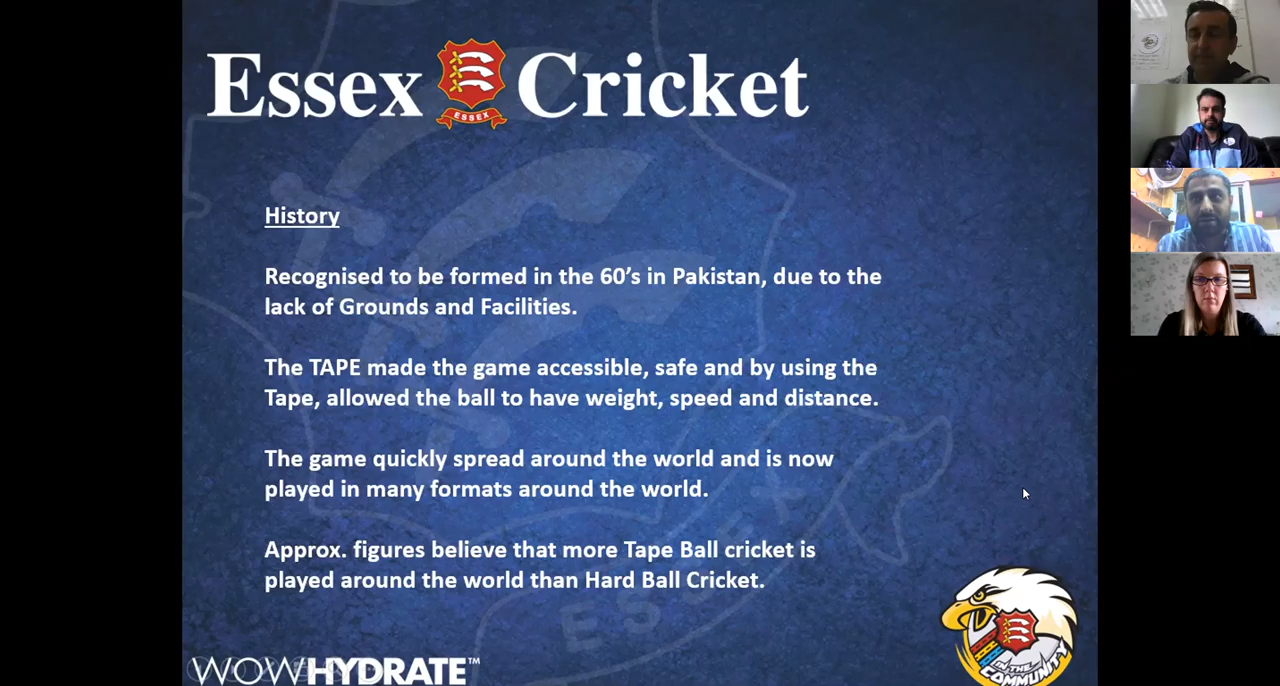 Essex Cricket
ESSEX
History
Recognised to be formed in the 60's in Pakistan, due to the
lack of Grounds and Facilities.
The TAPE made the game accessible, safe and by using the
Tape, allowed the ball to have weight, speed and distance.
The game quickly spread around the world and is now
played in many formats around the world.
Approx. figures believe that more Tape Ball cricket is
played around the world than Hard Ball Cricket.
ESSEX
WOWHYDRATE™
IN THE
COMMUNITY